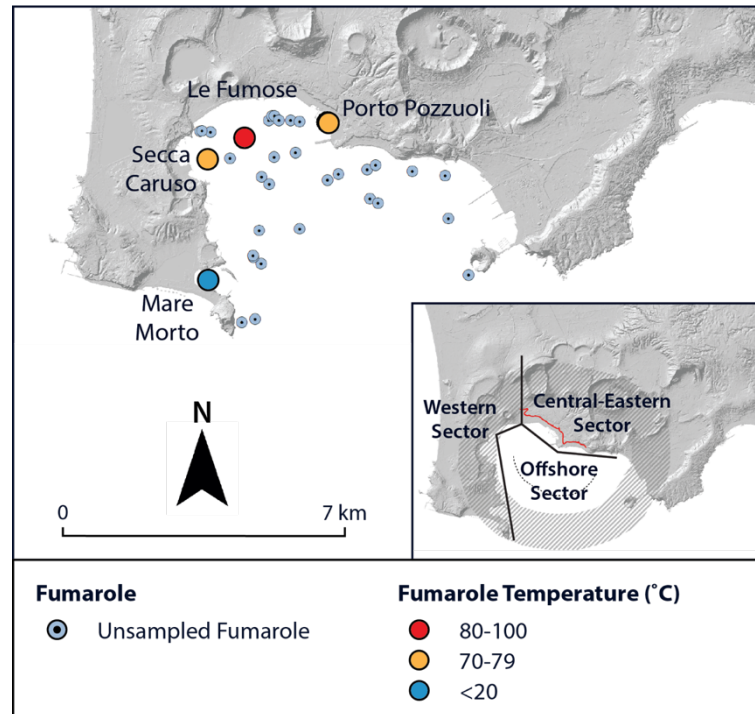 Le Fumose
Porto Pozzuoli
Secca
Caruso
Mare
Morto
N
0
7 km
Western
Sector
Central-Eastern
Sector
Offshore
Sector
Fumarole
Unsampled Fumarole
Fumarole Temperature (˚C)
80-100
70-79
<20